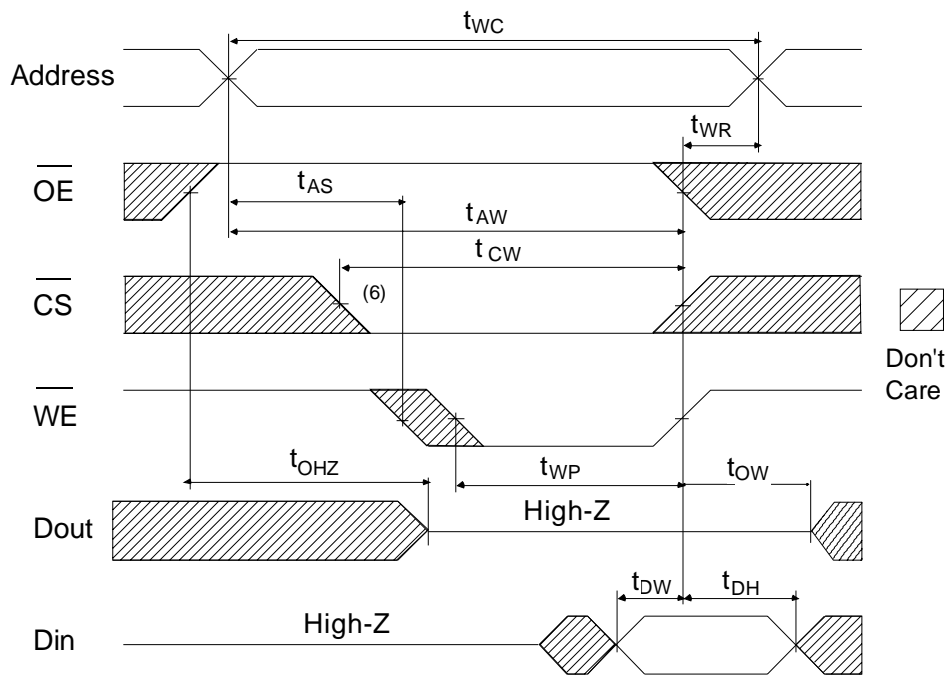 tWC
Address
tWR
OE
tAS
tAW
tCW
CS
(6)
Don't
Care
WE
tOHZ
tWP
tOW
Dout
High-Z
tDW
tDH
Din
High-Z